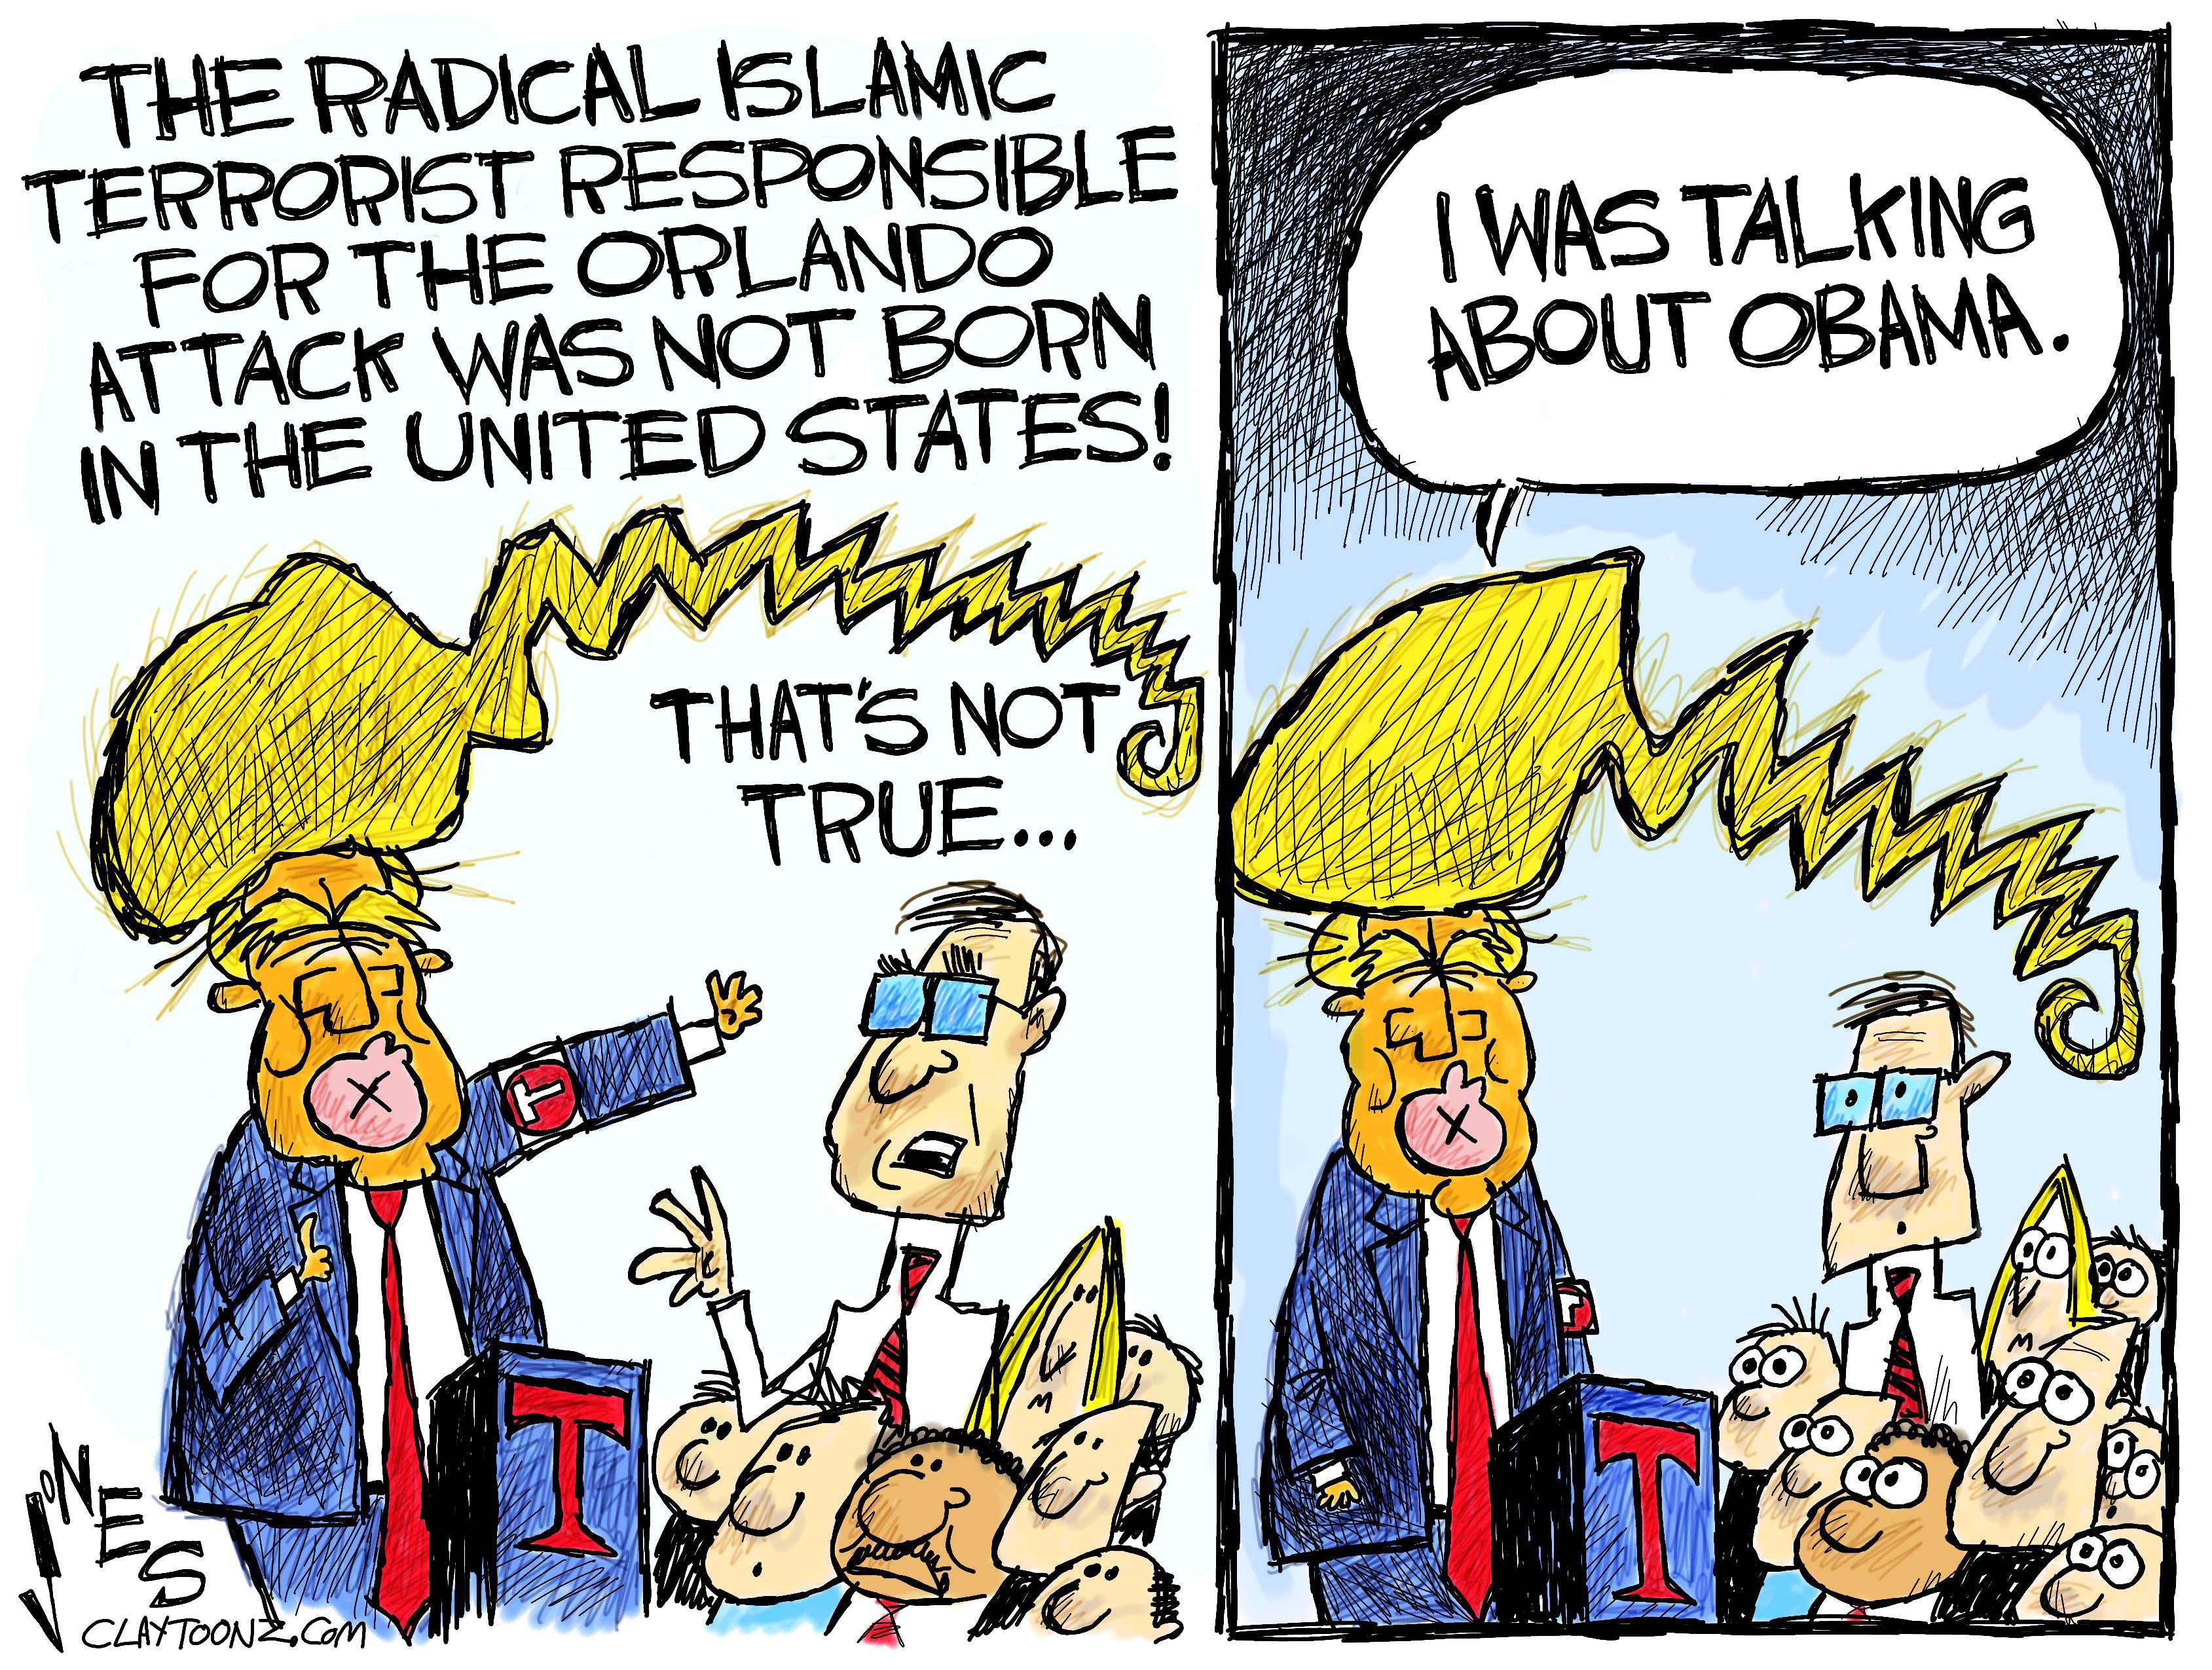 THE RADICAL ISLAMIC
TERRORIST RESPONSIBLE
FOR THE ORLANDO
ATTACK WAS NOT BORN
IN THE UNITED STATES!
THAT'S NOT
TRUE...
T
T
JONES
CLAYTOONZ.COM
I WAS TALKING
ABOUT OBAMA.
T
T